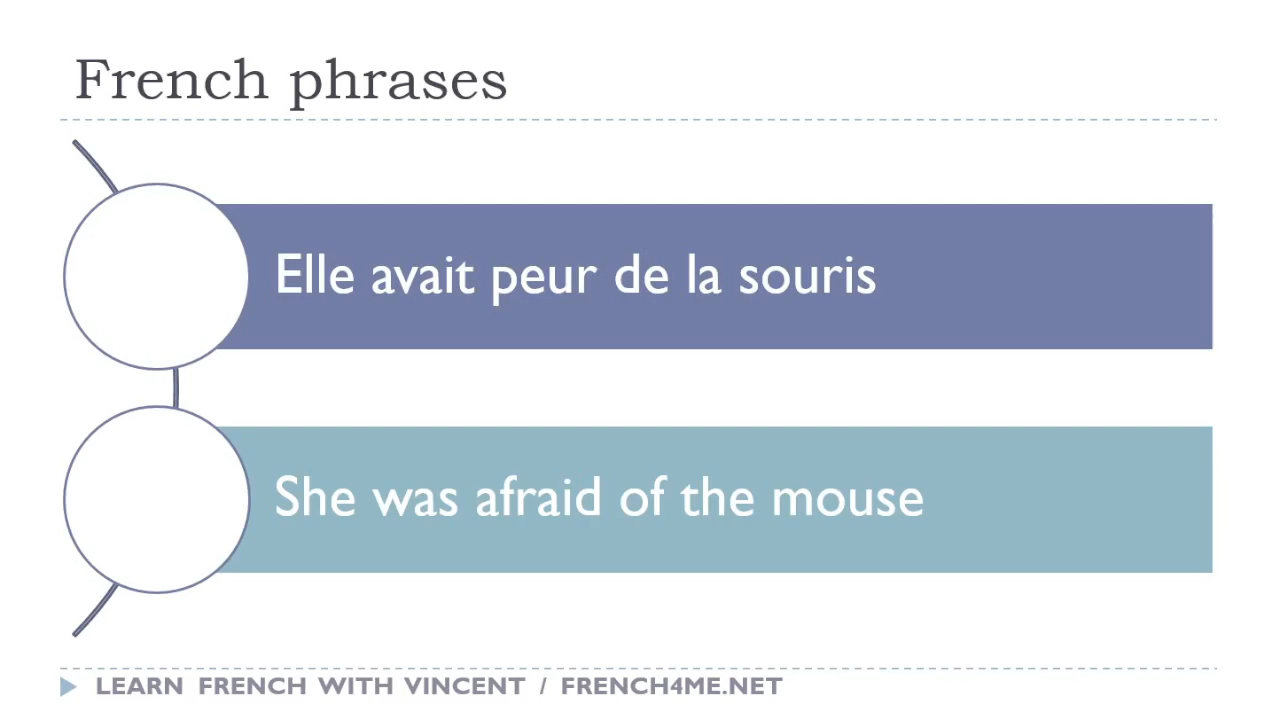 French phrases
Elle avait peur de la souris
She was afraid of the mouse
LEARN FRENCH WITH VINCENT / FRENCH4ME.NET